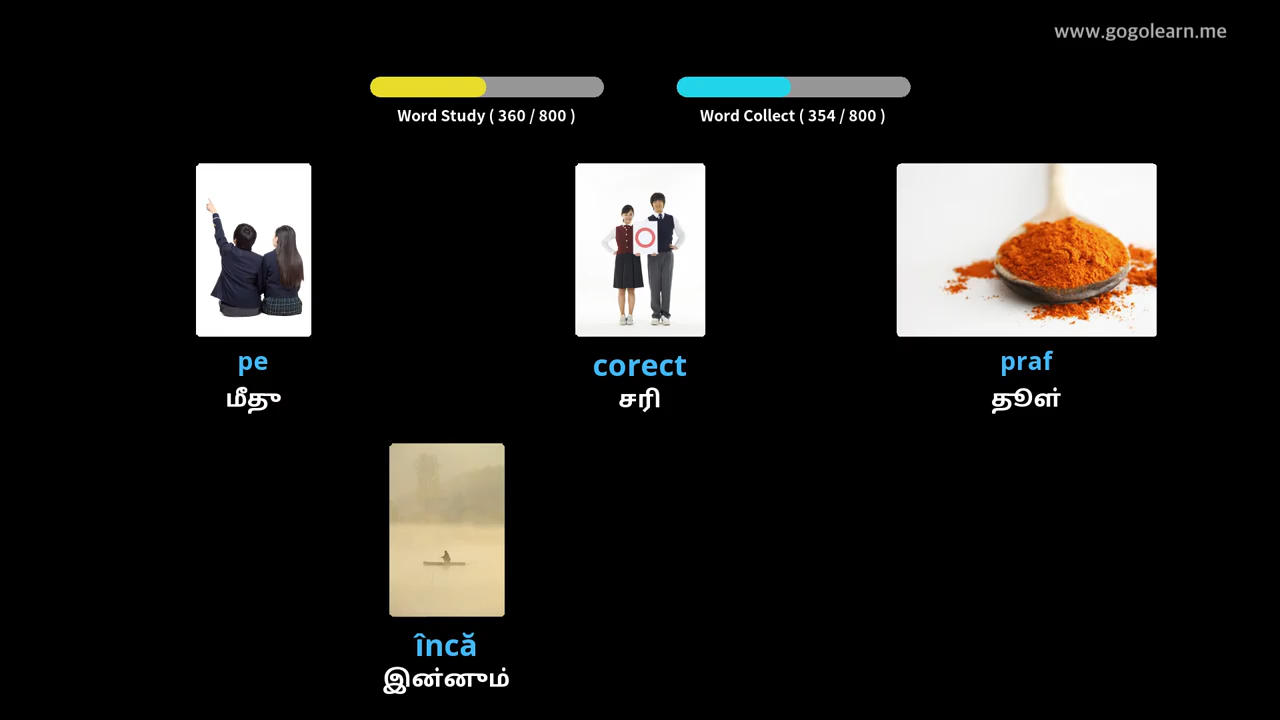 www.gogolearn.me
Word Study ( 360 / 800 )
Word Collect ( 354 / 800 )
pe
மீது
corect
சரி
praf
தூள்
încă
இன்னும்